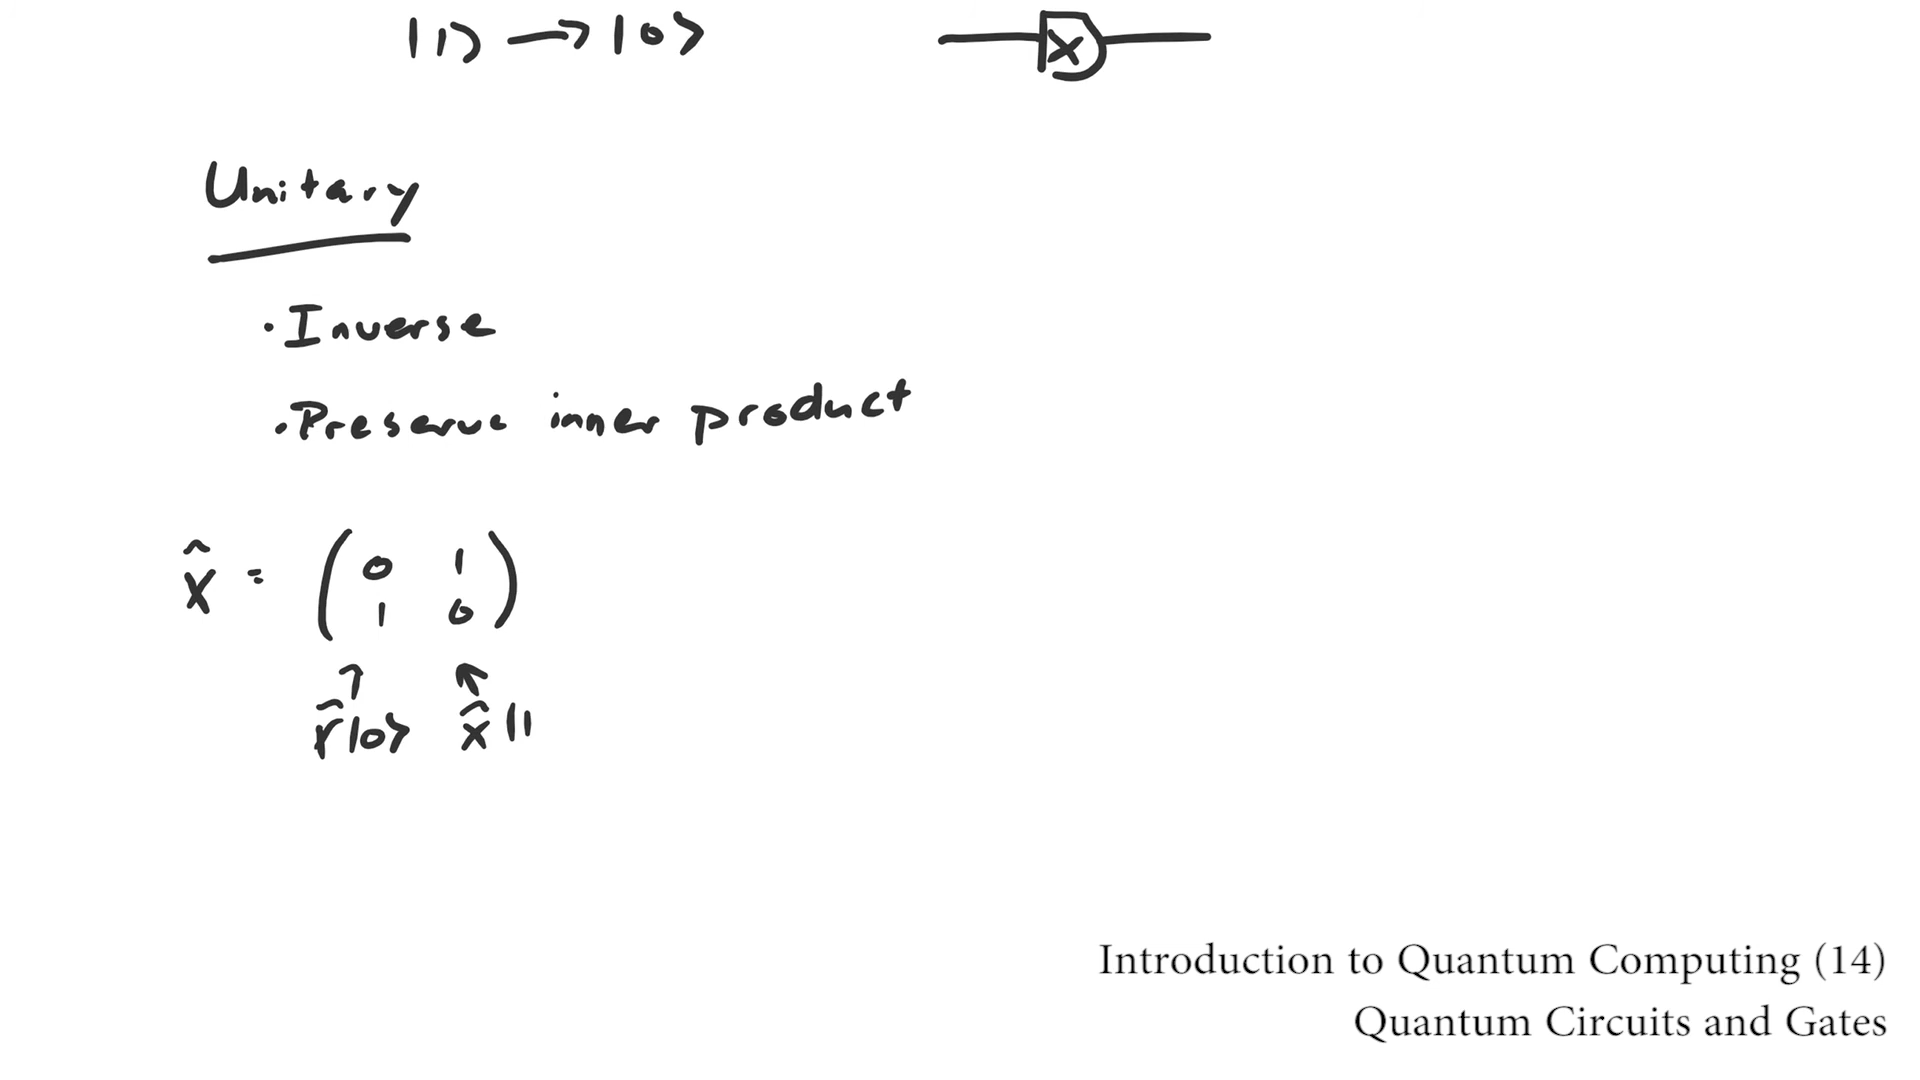 |1⟩ → |0⟩ X
Unitary
· Inverse
· Preserve inner product
X̂ = ( 0 1
1 0 )
↑ ↑
X̂|0⟩ X̂|1
Introduction to Quantum Computing (14)
Quantum Circuits and Gates